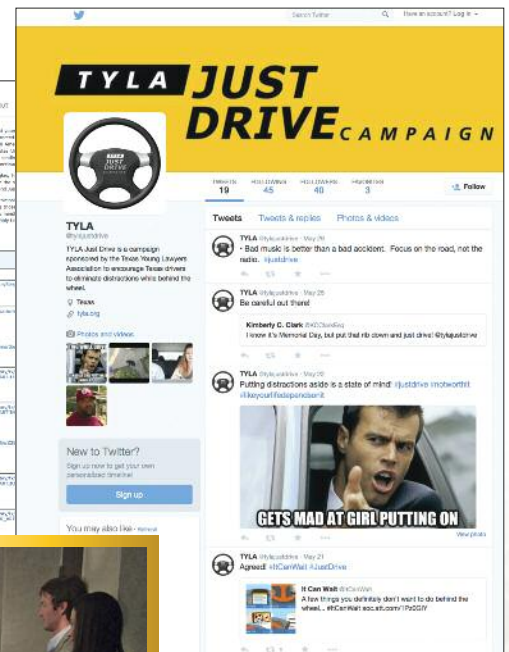 Search Twitter
Have an account? Log in
TYLA JUST
DRIVE CAMPAIGN
JUST
DRIVE
TWEETS FOLLOWING FOLLOWERS FAVORITES
19 45 40 3
Follow
TYLA
@tylajustdrive
TYLA Just Drive is a campaign
sponsored by the Texas Young Lawyers
Association to encourage Texas drivers
to eliminate distractions while behind the
wheel.
Texas
tyla.org
Photos and videos
New to Twitter?
Sign up now to get your own
personalized timeline!
Sign up
You may also like · Refresh
Tweets Tweets & replies Photos & videos
TYLA @tylajustdrive · May 29
- Bad music is better than a bad accident. Focus on the road, not the
radio. #justdrive
TYLA @tylajustdrive · May 26
Be careful out there!
Kimberly C. Clark @KCClarkEsq
I know it's Memorial Day, but put that rib down and just drive! @tylajustdrive
TYLA @tylajustdrive · May 22
Putting distractions aside is a state of mind! #justdrive #notworthit
#likeyourlifedependsonit
GETS MAD AT GIRL PUTTING ON
View photo
TYLA @tylajustdrive · May 21
Agreed! #ItCanWait #JustDrive
It Can Wait @ItCanWait
A few things you definitely don't want to do behind the
wheel... #ItCanWait